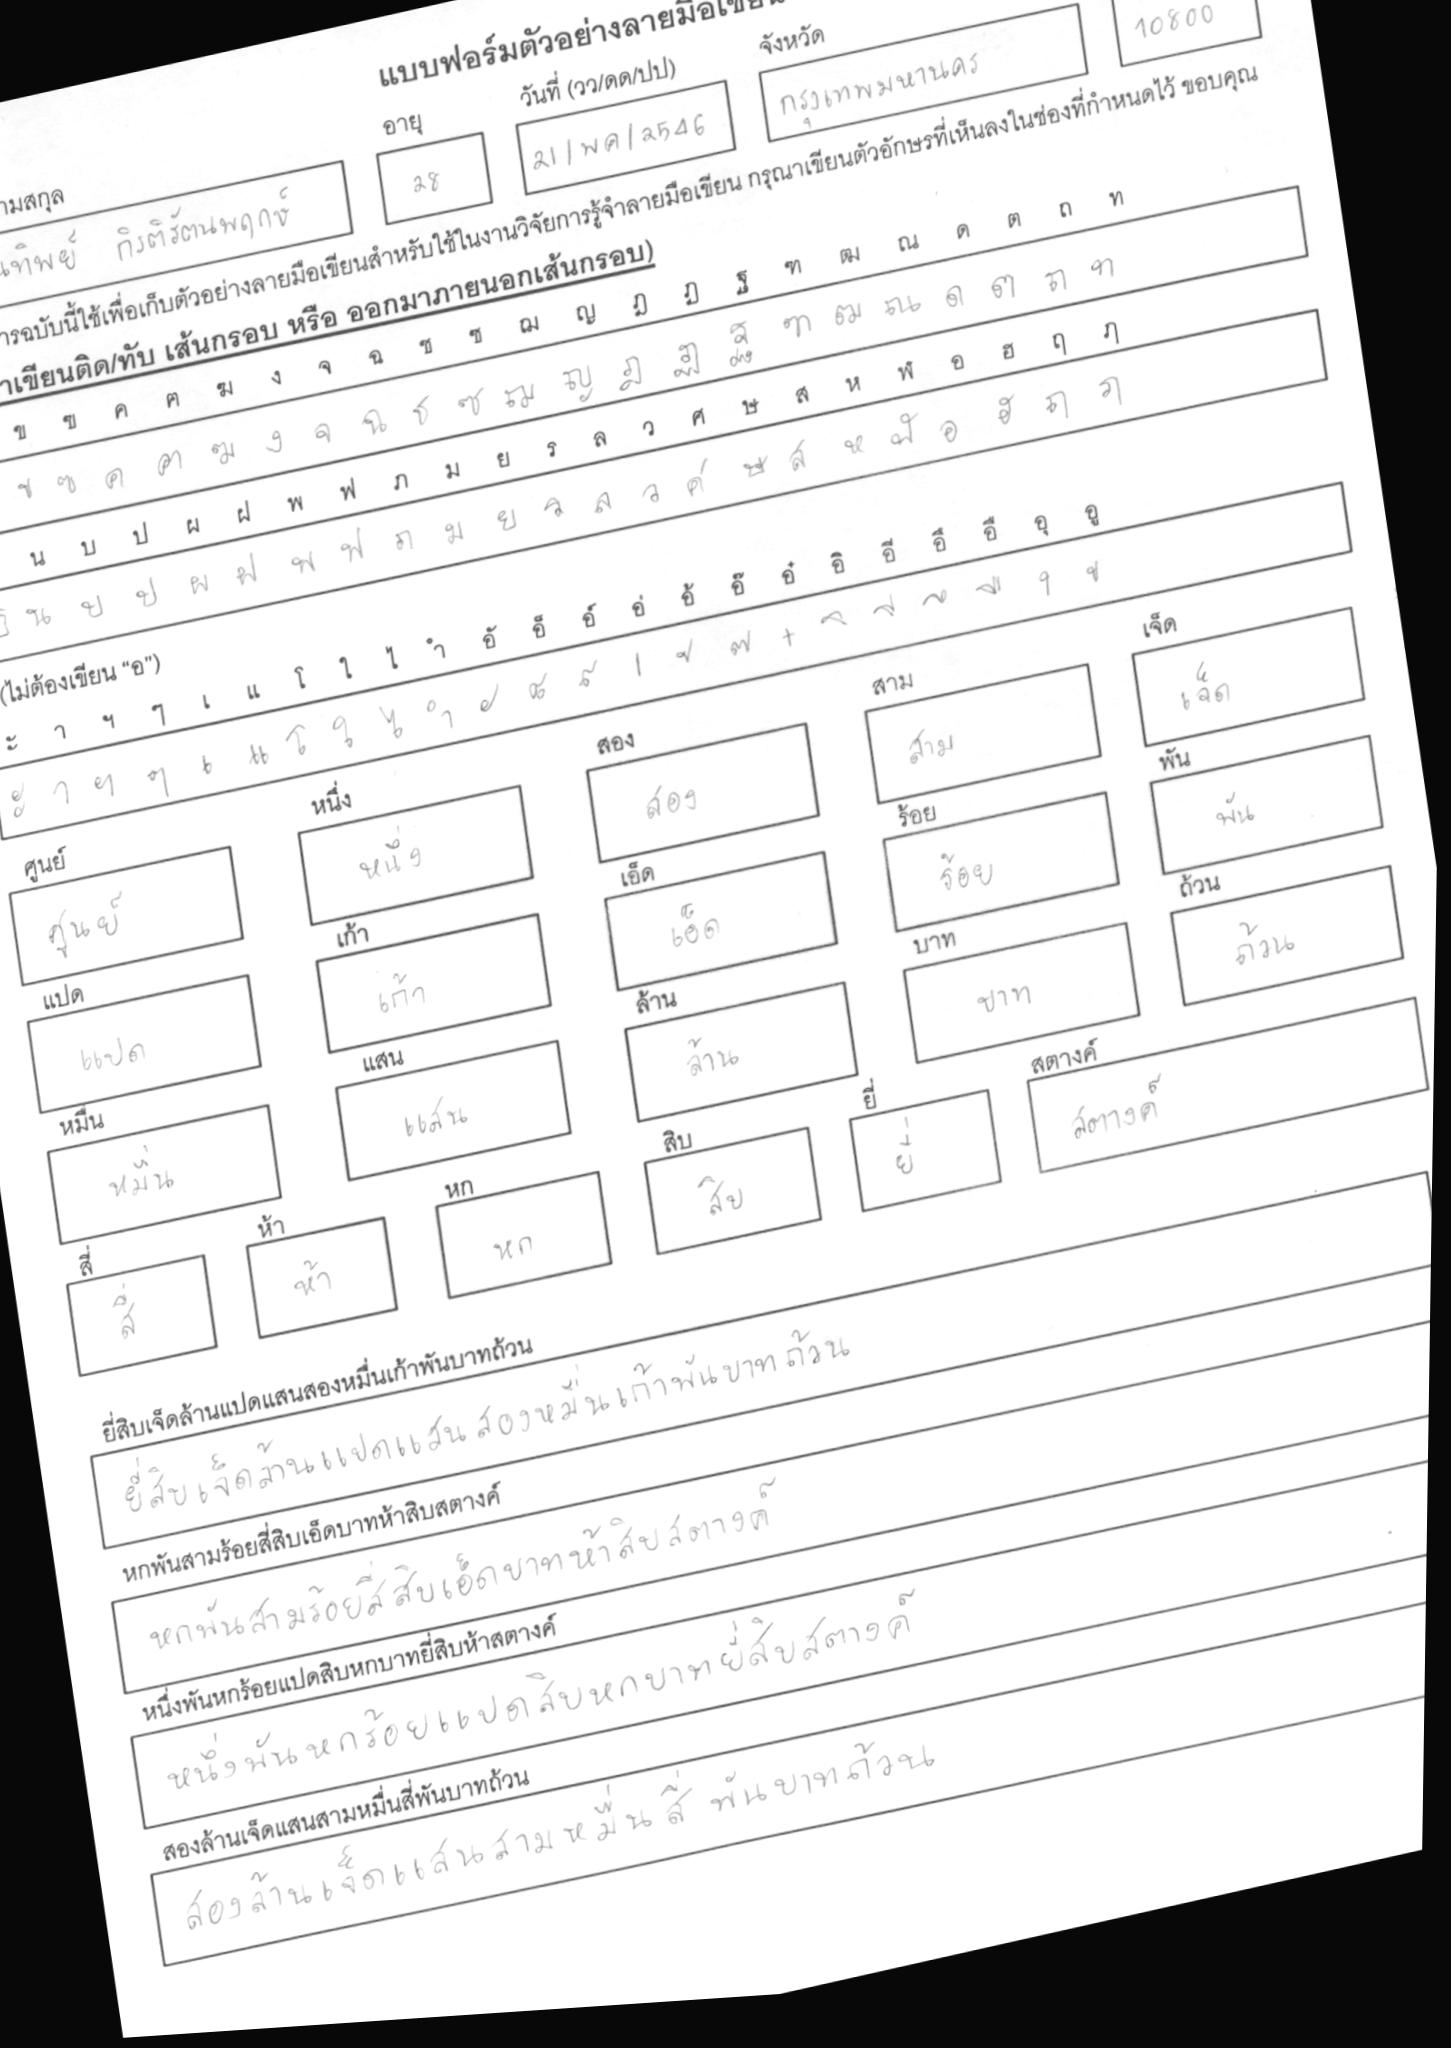 แบบฟอร์มตัวอย่างลายมือเขียน
อายุ วันที่ (วว/ดด/ปป) จังหวัด
28 21/พค/2546 กรุงเทพมหานคร 10800
ามสกุล
ทิพย์ กิรติรัตนพฤกษ์
ารฉบับนี้ใช้เพื่อเก็บตัวอย่างลายมือเขียนสำหรับใช้ในงานวิจัยการรู้จำลายมือเขียน กรุณาเขียนตัวอักษรที่เห็นลงในช่องที่กำหนดไว้ ขอบคุณ
าเขียนติด/ทับ เส้นกรอบ หรือ ออกมาภายนอกเส้นกรอบ)
ข ฃ ค ฅ ฆ ง จ ฉ ช ซ ฌ ญ ฎ ฏ ฐ ฑ ฒ ณ ด ต ถ ท
ข ฃ ค ฅ ฆ ง จ ฉ ช ซ ฌ ญ ฎ ฏ ฐ ฑ ฒ ณ ด ต ถ ท
น บ ป ผ ฝ พ ฟ ภ ม ย ร ล ว ศ ษ ส ห ฬ อ ฮ ฤ ภ
น บ ป ผ ฝ พ ฟ ภ ม ย ร ล ว ศ ษ ส ห ฬ อ ฮ ฤ ภ
(ไม่ต้องเขียน “อ”)
ะ า ฯ ๆ เ แ โ ใ ไ ำ อั อ็ อ์ อ่ อ้ อ๊ อ๋ อิ อี อึ อื อุ อู
ะ า ฯ ๆ เ แ โ ใ ไ ำ ั ็ ์ ่ ้ ๊ ๋ ิ ี ึ ื ุ ู
ศูนย์ หนึ่ง สอง สาม เจ็ด
ศูนย์ หนึ่ง สอง สาม เจ็ด
แปด เก้า เอ็ด ร้อย พัน
แปด เก้า เอ็ด ร้อย พัน
หมื่น แสน ล้าน บาท ถ้วน
หมื่น แสน ล้าน บาท ถ้วน
สี่ ห้า หก สิบ ยี่ สตางค์
สี่ ห้า หก สิบ ยี่ สตางค์
ยี่สิบเจ็ดล้านแปดแสนสองหมื่นเก้าพันบาทถ้วน
ยี่สิบเจ็ดล้านแปดแสนสองหมื่นเก้าพันบาทถ้วน
หกพันสามร้อยสี่สิบเอ็ดบาทห้าสิบสตางค์
หกพันสามร้อยสี่สิบเอ็ดบาทห้าสิบสตางค์
หนึ่งพันหกร้อยแปดสิบหกบาทยี่สิบห้าสตางค์
หนึ่งพันหกร้อยแปดสิบหกบาทยี่สิบสตางค์
สองล้านเจ็ดแสนสามหมื่นสี่พันบาทถ้วน
สองล้านเจ็ดแสนสามหมื่นสี่พันบาทถ้วน